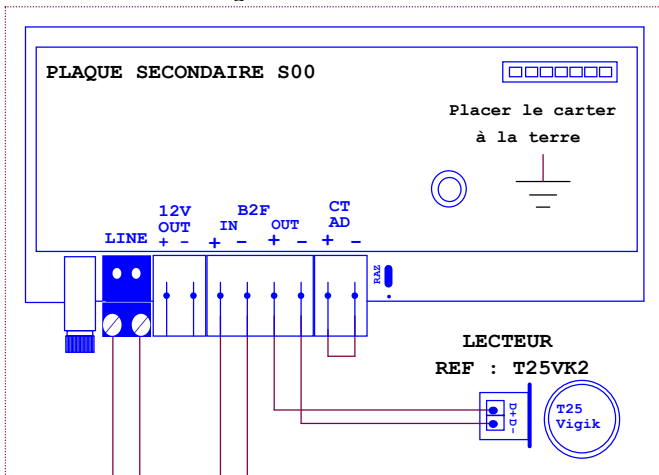 PLAQUE SECONDAIRE S00
Placer le carter
à la terre
12V OUT
B2F
IN
OUT
CT AD
LINE
+ - + - + - + -
RAZ
LECTEUR
REF : T25VK2
D+
D-
T25
Vigik